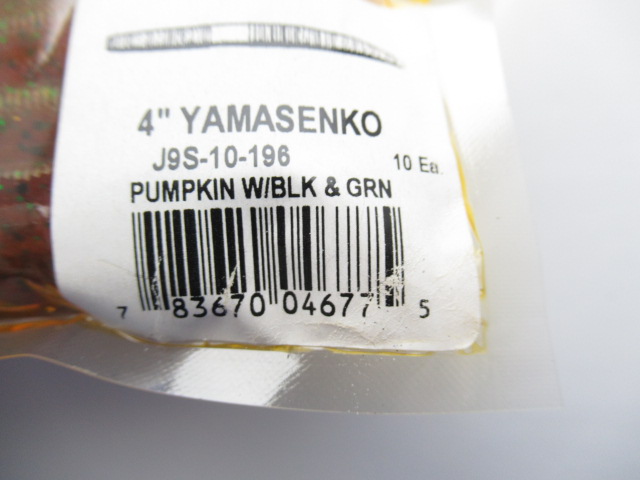 4" YAMASENKO
J9S-10-196
10 Ea.
PUMPKIN W/BLK & GRN
7 83670 04677 5